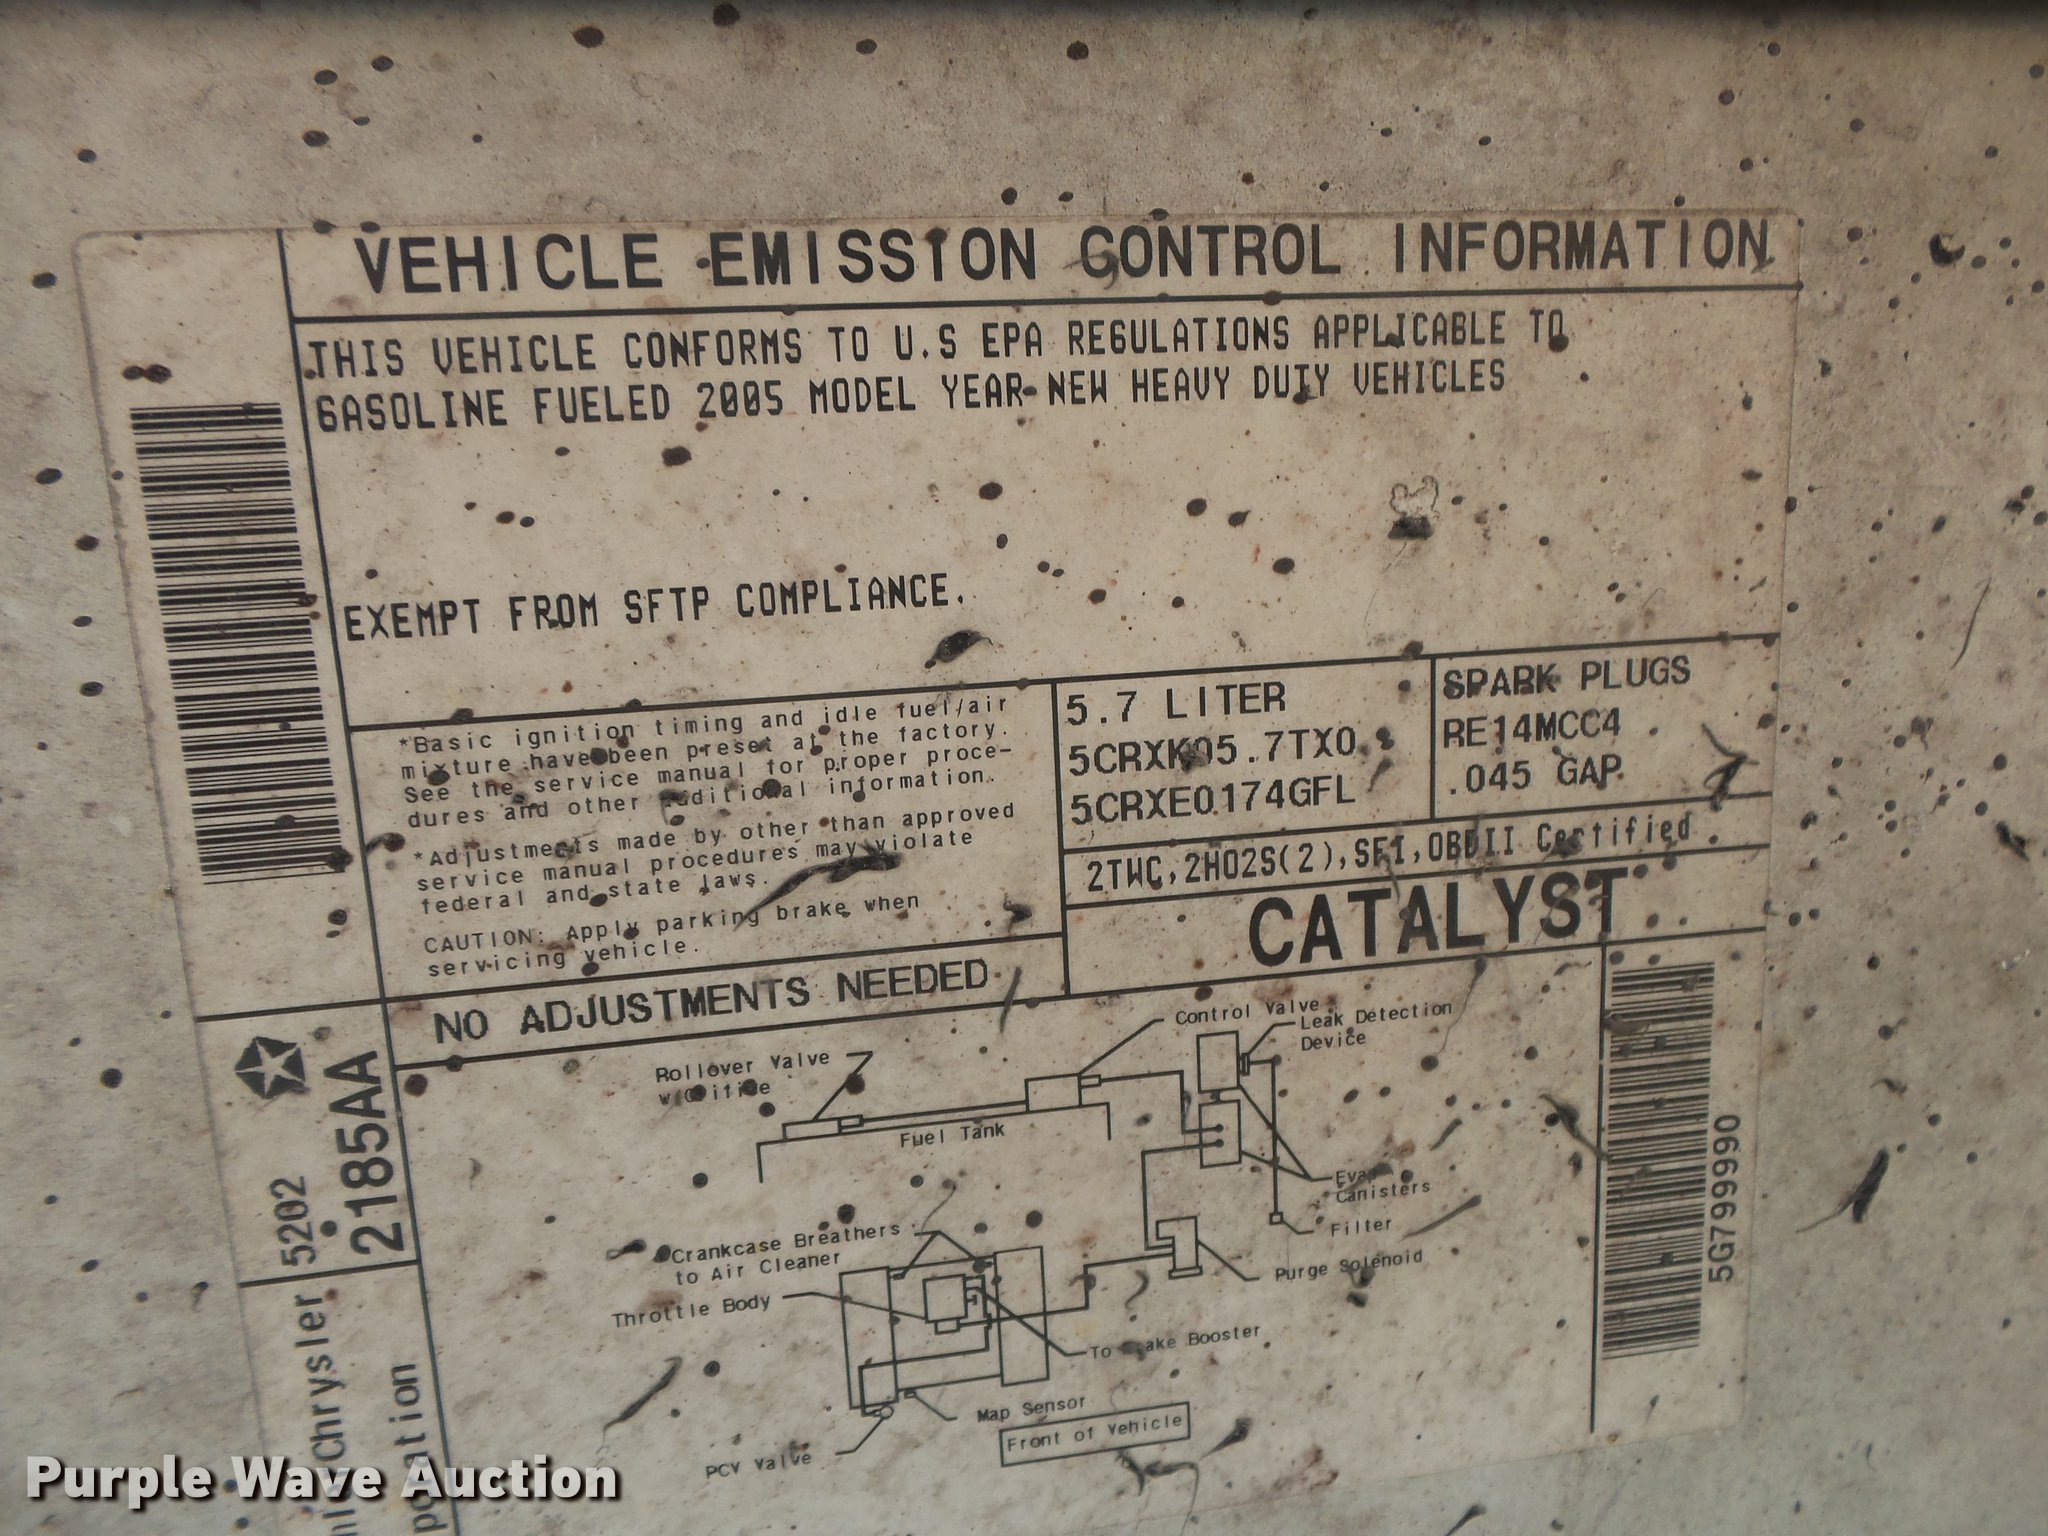 VEHICLE EMISSION CONTROL INFORMATION
THIS VEHICLE CONFORMS TO U.S EPA REGULATIONS APPLICABLE TO
GASOLINE FUELED 2005 MODEL YEAR NEW HEAVY DUTY VEHICLES
EXEMPT FROM SFTP COMPLIANCE.
*Basic ignition timing and idle fuel/air
mixture have been preset at the factory.
See the service manual for proper proce-
dures and other additional information.
*Adjustments made by other than approved
service manual procedures may violate
federal and state laws.
CAUTION: Apply parking brake when
servicing vehicle.
NO ADJUSTMENTS NEEDED
5.7 LITER
5CRXK05.7TX0
5CRXE0174GFL
SPARK PLUGS
RE14MCC4
.045 GAP
2TWC,2HO2S(2),SFI,OBDII Certified
CATALYST
Rollover Valve
w/Orifice
Control Valve
Leak Detection
Device
Fuel Tank
Evap
Canisters
Filter
Purge Solenoid
Crankcase Breathers
to Air Cleaner
Throttle Body
To Brake Booster
Map Sensor
PCV Valve
Front of Vehicle
5G799990
5202
2185AA
Chrysler
Purple Wave Auction